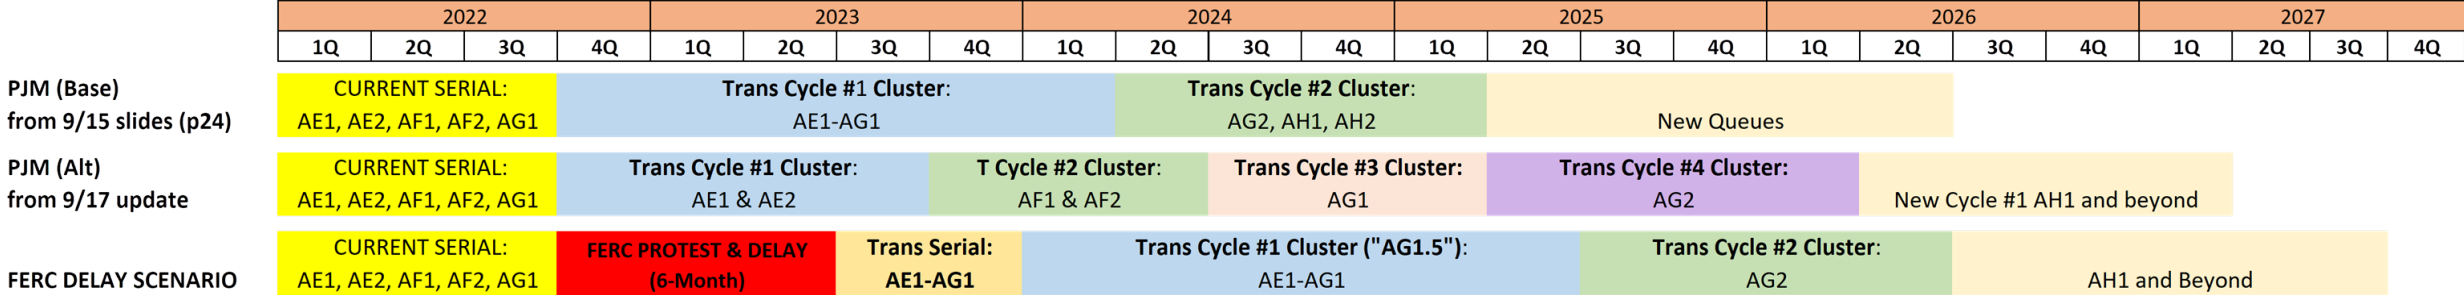 2022 2023 2024 2025 2026 2027
1Q 2Q 3Q 4Q 1Q 2Q 3Q 4Q 1Q 2Q 3Q 4Q 1Q 2Q 3Q 4Q 1Q 2Q 3Q 4Q 1Q 2Q 3Q 4Q
PJM (Base) CURRENT SERIAL: Trans Cycle #1 Cluster: Trans Cycle #2 Cluster:
from 9/15 slides (p24) AE1, AE2, AF1, AF2, AG1 AE1-AG1 AG2, AH1, AH2 New Queues
PJM (Alt) CURRENT SERIAL: Trans Cycle #1 Cluster: T Cycle #2 Cluster: Trans Cycle #3 Cluster: Trans Cycle #4 Cluster:
from 9/17 update AE1, AE2, AF1, AF2, AG1 AE1 & AE2 AF1 & AF2 AG1 AG2 New Cycle #1 AH1 and beyond
CURRENT SERIAL: FERC PROTEST & DELAY Trans Serial: Trans Cycle #1 Cluster ("AG1.5"): Trans Cycle #2 Cluster:
FERC DELAY SCENARIO AE1, AE2, AF1, AF2, AG1 (6-Month) AE1-AG1 AE1-AG1 AG2 AH1 and Beyond